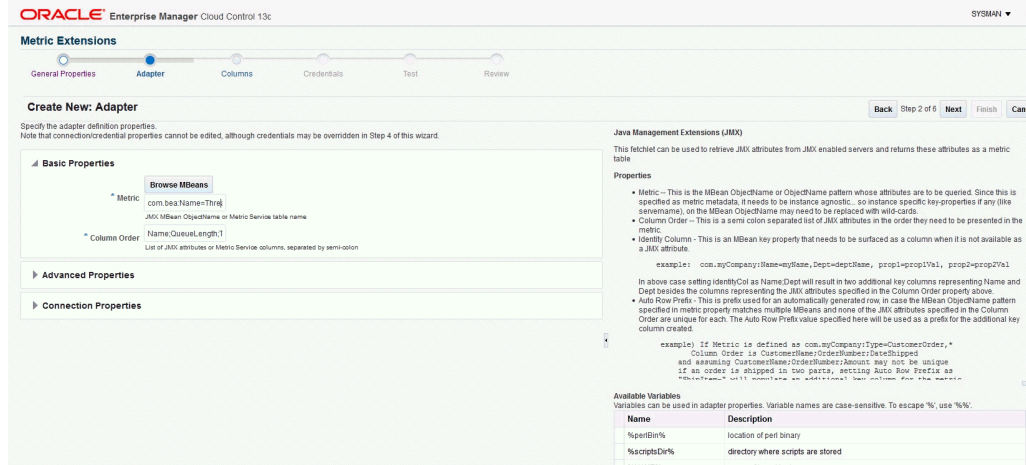 ORACLE Enterprise Manager Cloud Control 13c
SYSMAN
Metric Extensions
General Properties Adapter Columns Credentials Test Review
Create New: Adapter
Back Step 2 of 6 Next Finish Can
Specify the adapter definition properties.
Note that connection/credential properties cannot be edited, although credentials may be overridden in Step 4 of this wizard.
Basic Properties
Browse MBeans
* Metric com.bea:Name=Thre
JMX MBean ObjectName or Metric Service table name
* Column Order Name;QueueLength;T
List of JMX attributes or Metric Service columns, separated by semi-colon
Advanced Properties
Connection Properties
Java Management Extensions (JMX)
This fetchlet can be used to retrieve JMX attributes from JMX enabled servers and returns these attributes as a metric
table
Properties
• Metric -- This is the MBean ObjectName or ObjectName pattern whose attributes are to be queried. Since this is
specified as metric metadata, it needs to be instance agnostic... so instance specific key-properties if any (like
servername), on the MBean ObjectName may need to be replaced with wild-cards.
• Column Order -- This is a semi colon separated list of JMX attributes in the order they need to be presented in the
metric.
• Identity Column - This is an MBean key property that needs to be surfaced as a column when it is not available as
a JMX attribute.
example: com.myCompany:Name=myName,Dept=deptName, prop1=prop1Val, prop2=prop2Val
In above case setting identityCol as Name;Dept will result in two additional key columns representing Name and
Dept besides the columns representing the JMX attributes specified in the Column Order property above.
• Auto Row Prefix - This is prefix used for an automatically generated row, in case the MBean ObjectName pattern
specified in metric property matches multiple MBeans and none of the JMX attributes specified in the Column
Order are unique for each. The Auto Row Prefix value specified here will be used as a prefix for the additional key
column created.
example) If Metric is defined as com.myCompany:Type=CustomerOrder,*
Column Order is CustomerName;OrderNumber;DateShipped
and assuming CustomerName;OrderNumber;Amount may not be unique
if an order is shipped in two parts, setting Auto Row Prefix as
"ShipItem-" will populate an additional key column for the metric
Available Variables
Variables can be used in adapter properties. Variable names are case-sensitive. To escape '%', use '%%'.
Name Description
%perlBin% location of perl binary
%scriptsDir% directory where scripts are stored